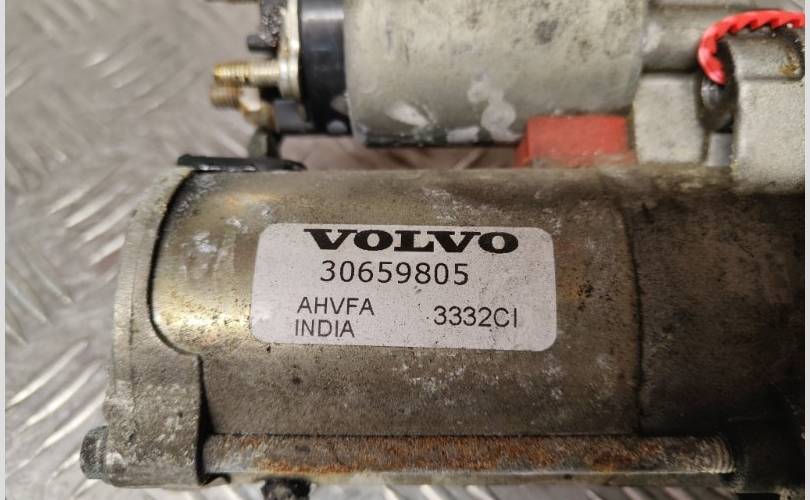 VOLVO
30659805
AHVFA 3332CI
INDIA